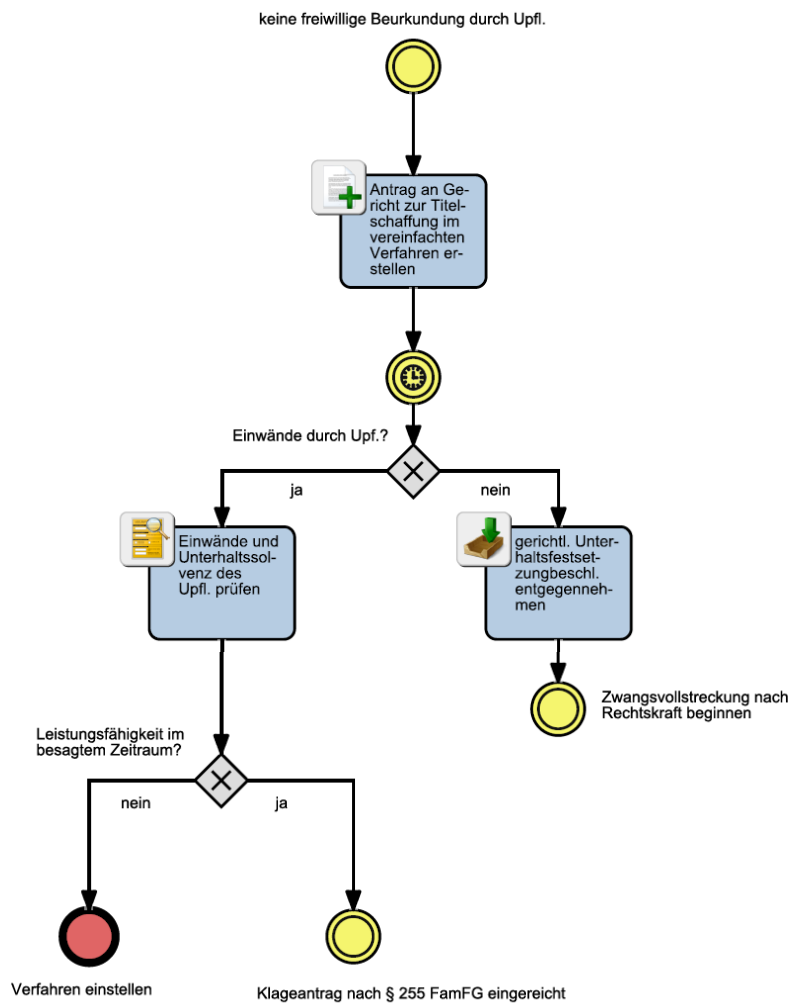 keine freiwillige Beurkundung durch Upfl.
Antrag an Ge-
richt zur Titel-
schaffung im
vereinfachten
Verfahren er-
stellen
Einwände durch Upf.?
ja
nein
Einwände und
Unterhaltssol-
venz des
Upfl. prüfen
gerichtl. Unter-
haltsfestset-
zungbeschl.
entgegenneh-
men
Zwangsvollstreckung nach
Rechtskraft beginnen
Leistungsfähigkeit im
besagtem Zeitraum?
nein
ja
Verfahren einstellen
Klageantrag nach § 255 FamFG eingereicht